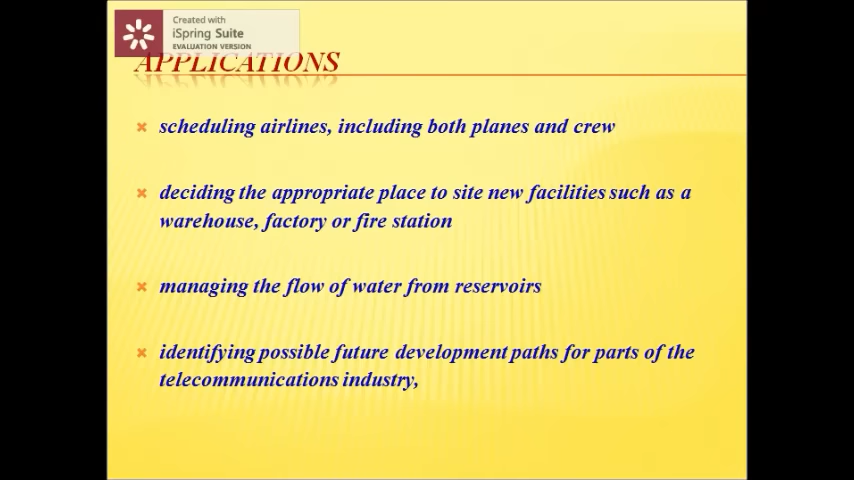 Created with
iSpring Suite
EVALUATION VERSION
APPLICATIONS
scheduling airlines, including both planes and crew
deciding the appropriate place to site new facilities such as a
warehouse, factory or fire station
managing the flow of water from reservoirs
identifying possible future development paths for parts of the
telecommunications industry,